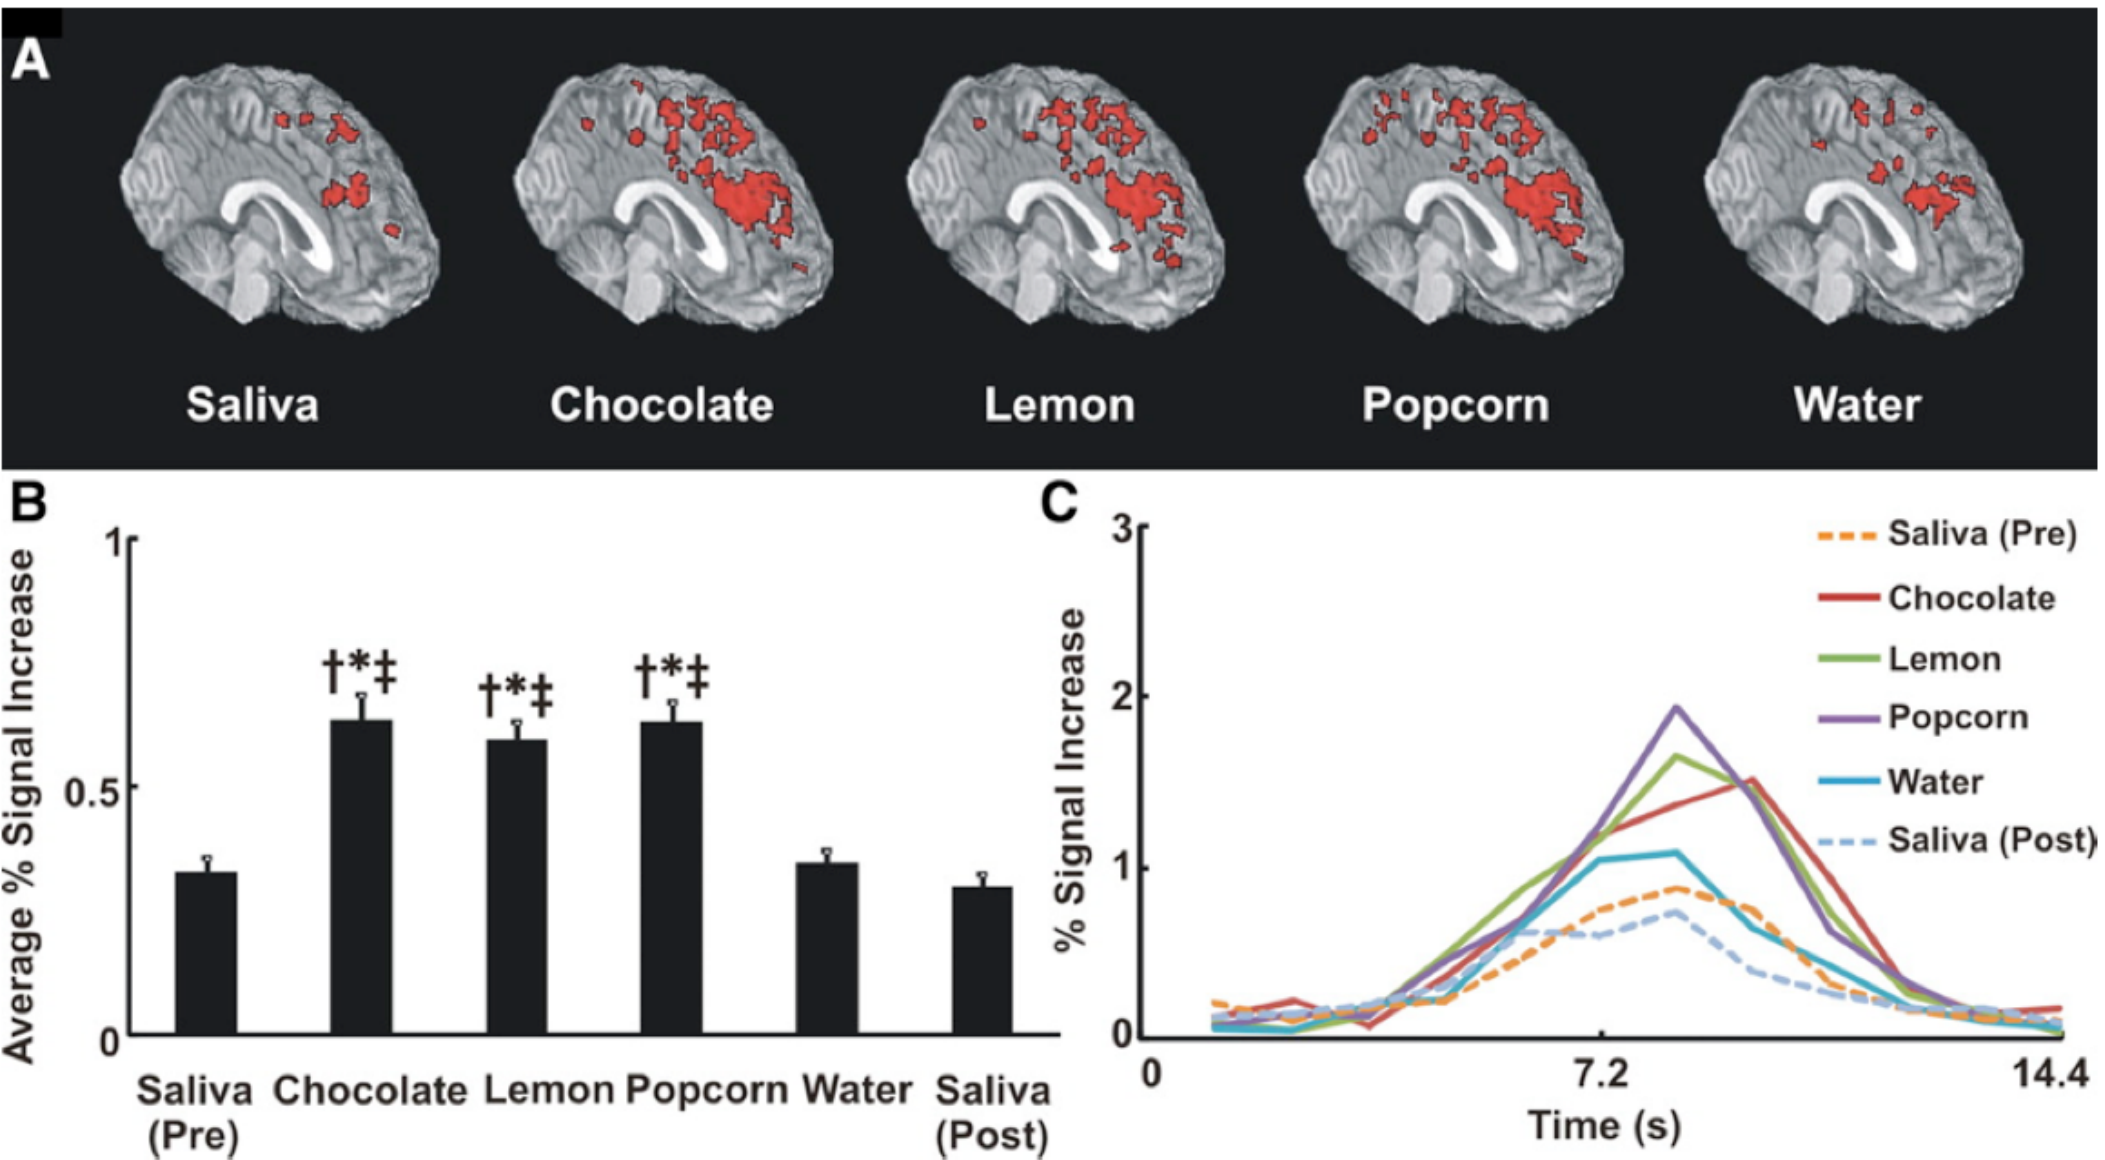 A
Saliva
Chocolate
Lemon
Popcorn
Water
B
Average % Signal Increase
1
0.5
0
†*‡
†*‡
†*‡
Saliva
(Pre)
Chocolate
Lemon
Popcorn
Water
Saliva
(Post)
C
% Signal Increase
3
2
1
0
0
7.2
14.4
Time (s)
Saliva (Pre)
Chocolate
Lemon
Popcorn
Water
Saliva (Post)